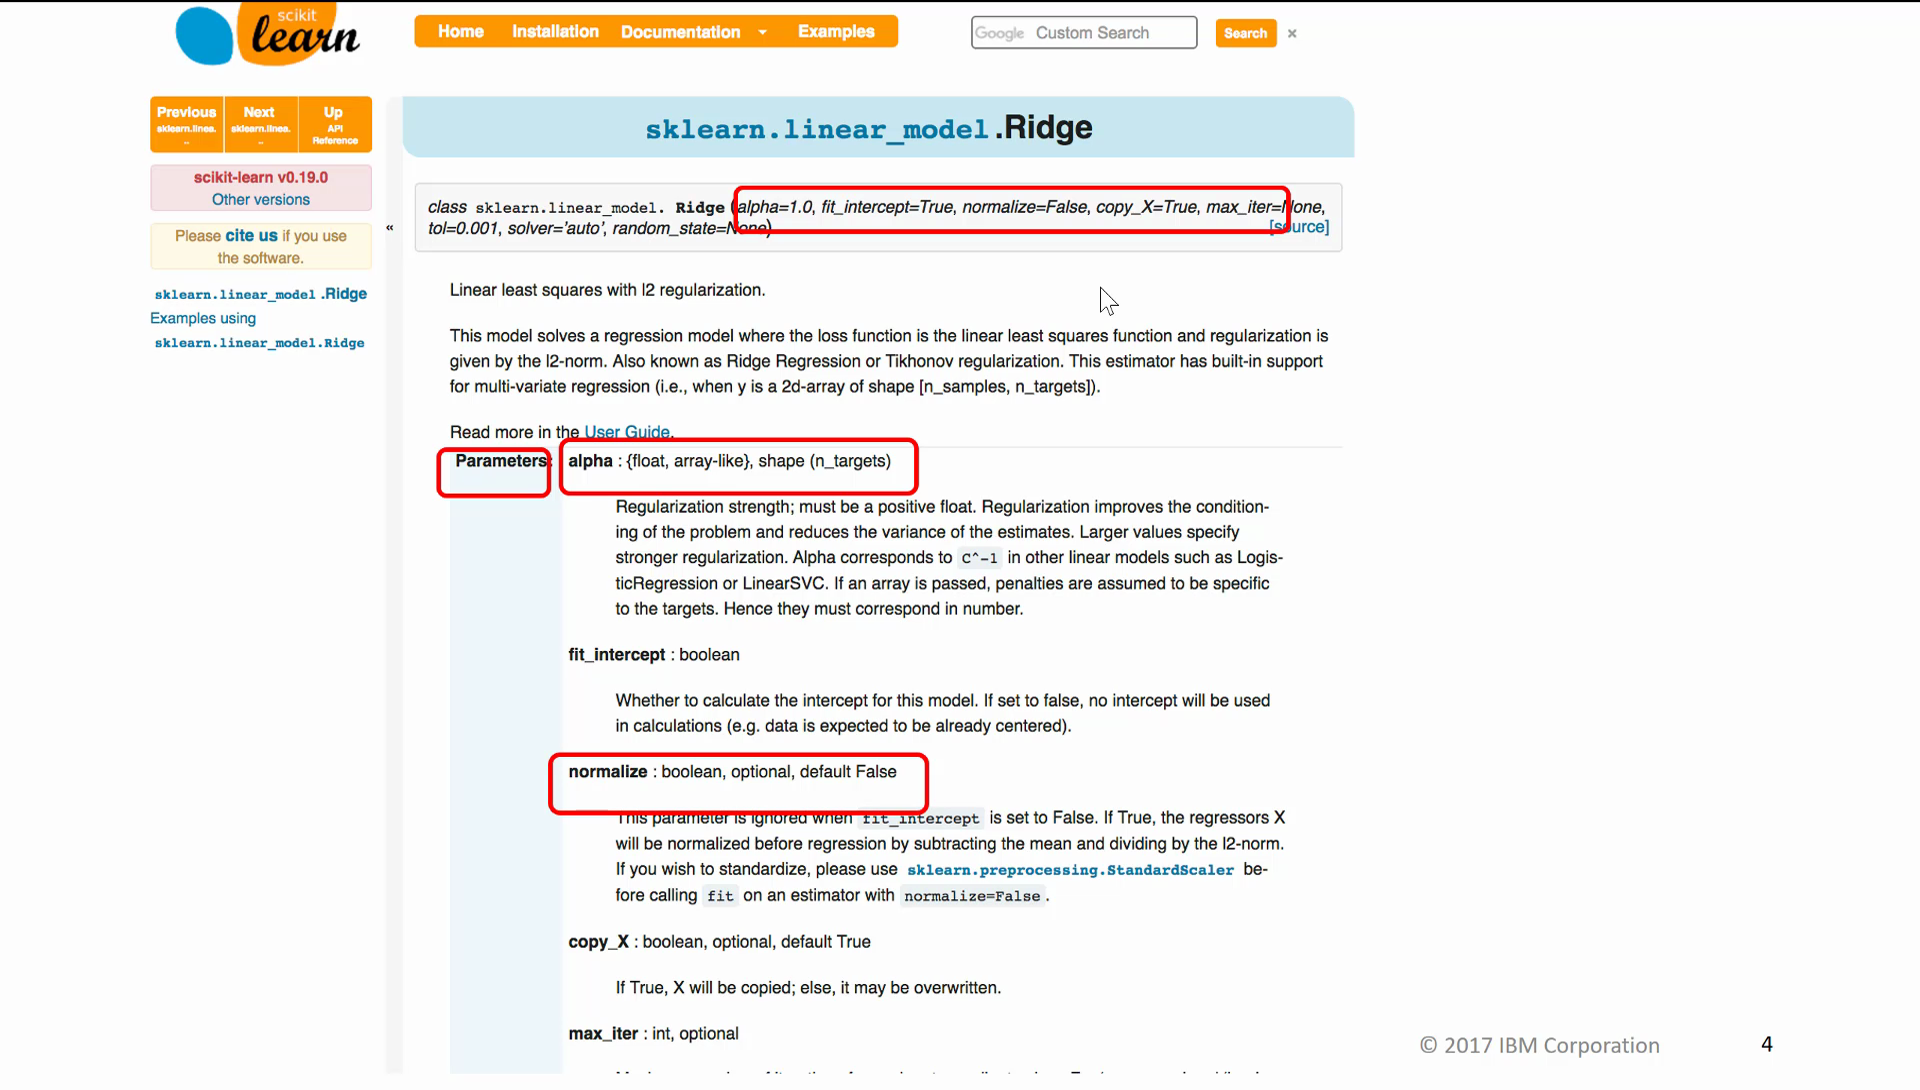 scikit
learn
Home Installation Documentation Examples
Google Custom Search Search ×
Previous Next Up
sklearn.linea. sklearn.linea. API
.. .. Reference
scikit-learn v0.19.0
Other versions
Please cite us if you use
the software.
sklearn.linear_model .Ridge
Examples using
sklearn.linear_model.Ridge
«
sklearn.linear_model .Ridge
class sklearn.linear_model. Ridge (alpha=1.0, fit_intercept=True, normalize=False, copy_X=True, max_iter=None,
tol=0.001, solver='auto', random_state=None) [source]
Linear least squares with l2 regularization.
This model solves a regression model where the loss function is the linear least squares function and regularization is
given by the l2-norm. Also known as Ridge Regression or Tikhonov regularization. This estimator has built-in support
for multi-variate regression (i.e., when y is a 2d-array of shape [n_samples, n_targets]).
Read more in the User Guide.
Parameters: alpha : {float, array-like}, shape (n_targets)
Regularization strength; must be a positive float. Regularization improves the condition-
ing of the problem and reduces the variance of the estimates. Larger values specify
stronger regularization. Alpha corresponds to C^-1 in other linear models such as Logis-
ticRegression or LinearSVC. If an array is passed, penalties are assumed to be specific
to the targets. Hence they must correspond in number.
fit_intercept : boolean
Whether to calculate the intercept for this model. If set to false, no intercept will be used
in calculations (e.g. data is expected to be already centered).
normalize : boolean, optional, default False
This parameter is ignored when fit_intercept is set to False. If True, the regressors X
will be normalized before regression by subtracting the mean and dividing by the l2-norm.
If you wish to standardize, please use sklearn.preprocessing.StandardScaler be-
fore calling fit on an estimator with normalize=False .
copy_X : boolean, optional, default True
If True, X will be copied; else, it may be overwritten.
max_iter : int, optional
© 2017 IBM Corporation 4